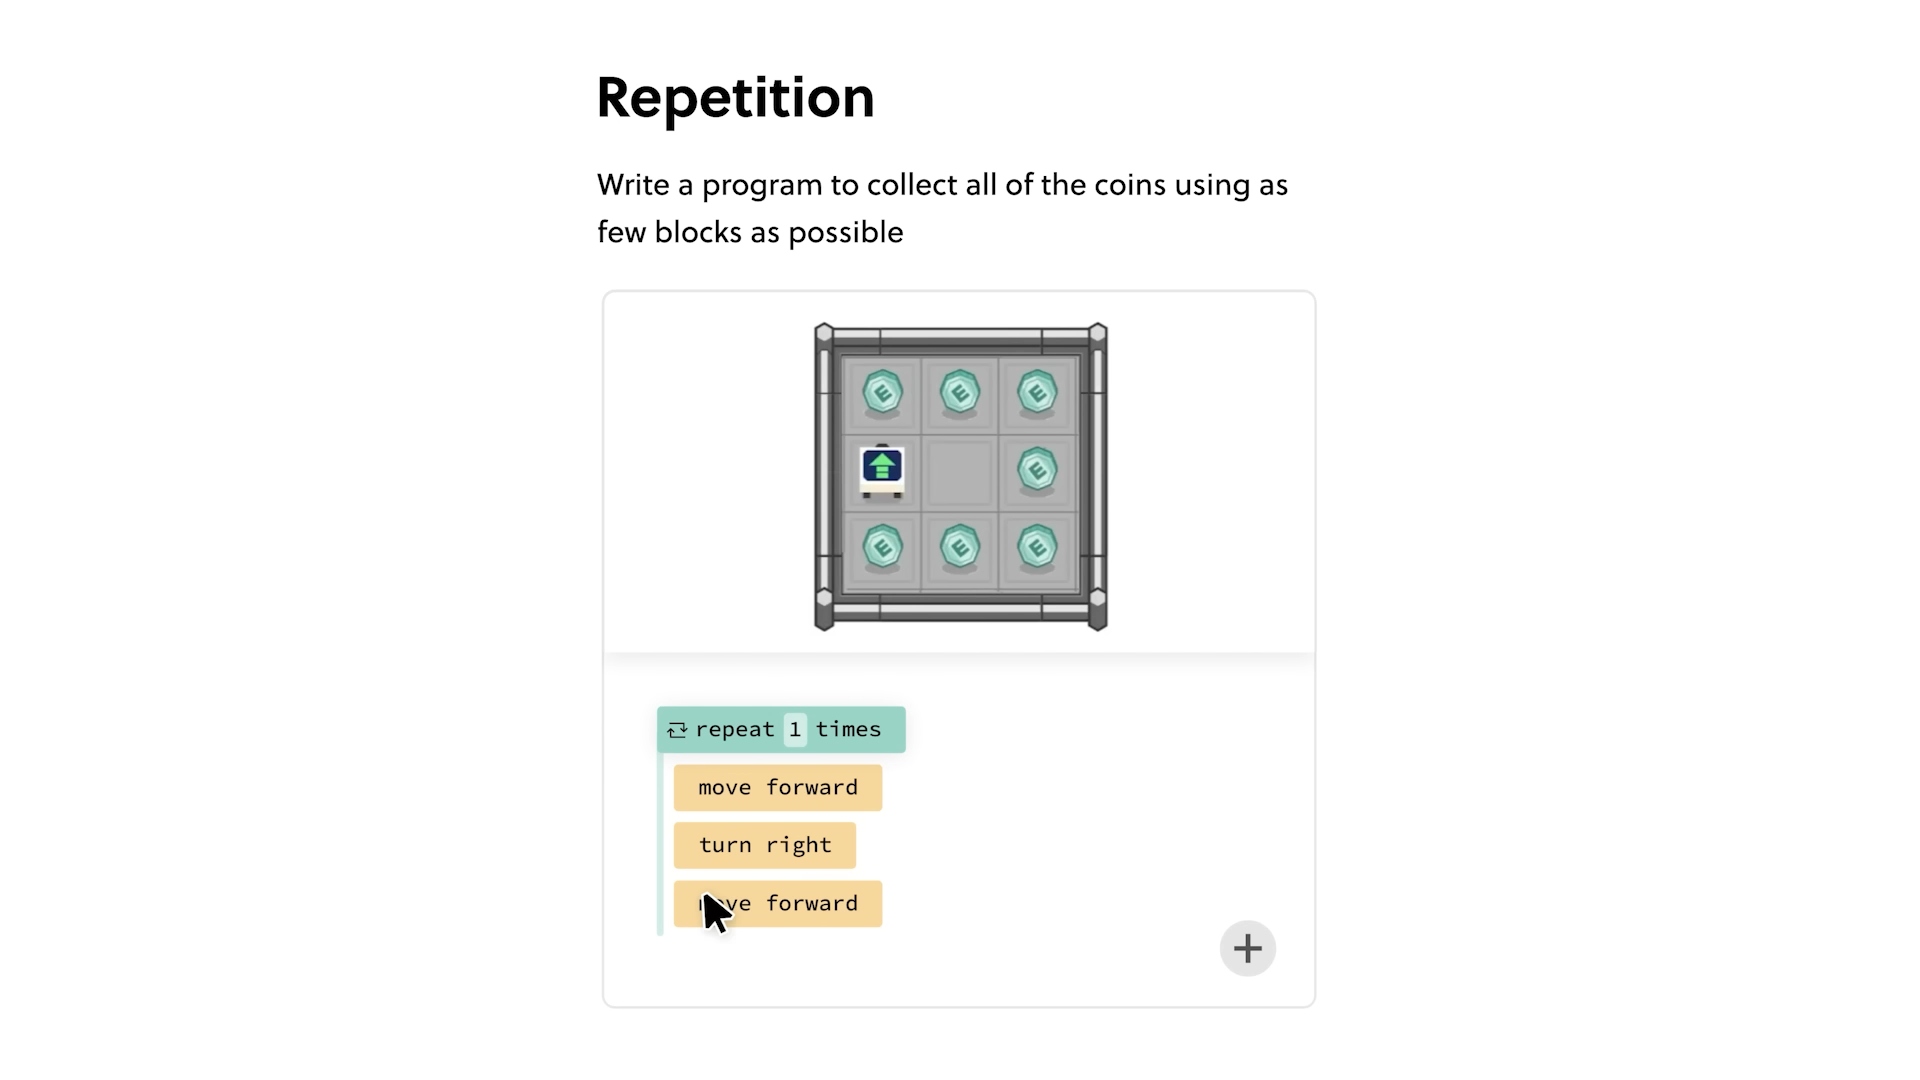 Repetition
Write a program to collect all of the coins using as
few blocks as possible
E E E
E
E E E
repeat 1 times
move forward
turn right
move forward